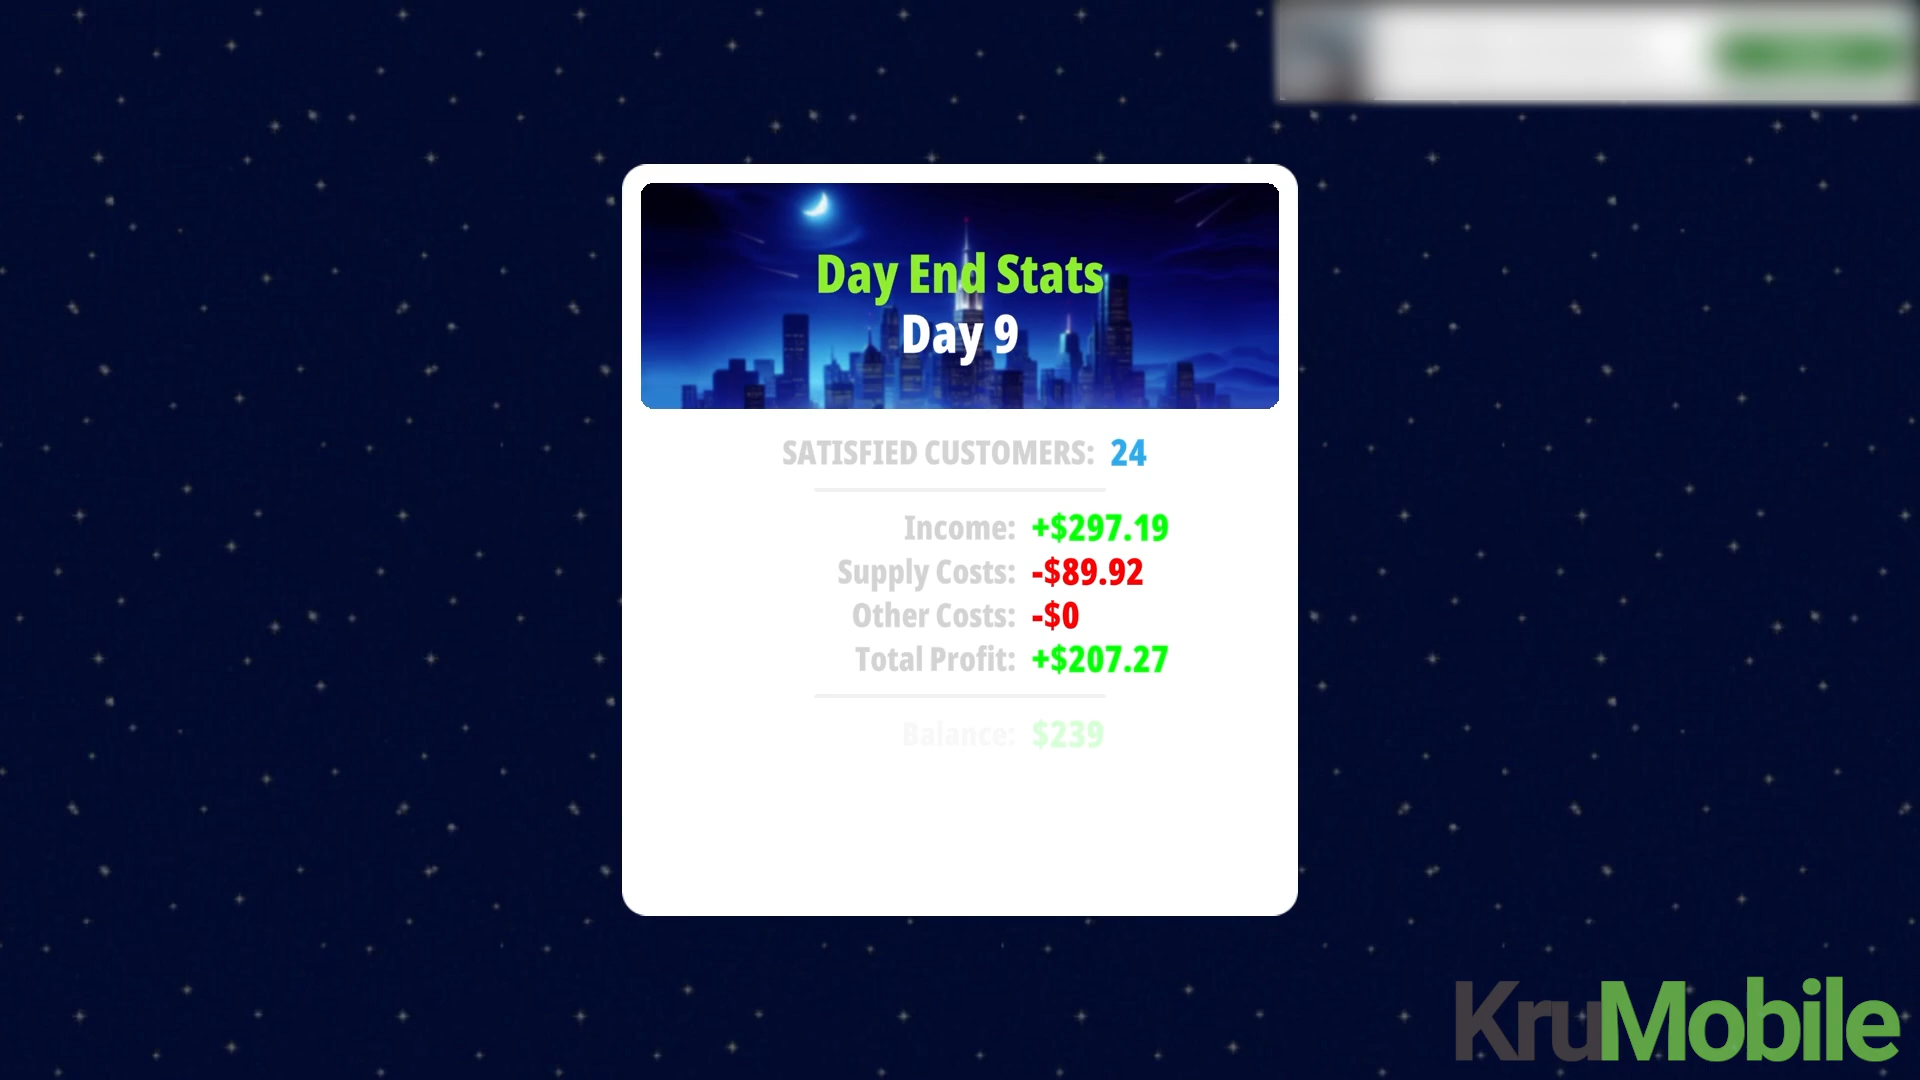 Day End Stats
Day 9
SATISFIED CUSTOMERS: 24
Income: +$297.19
Supply Costs: -$89.92
Other Costs: -$0
Total Profit: +$207.27
Balance: $239
KruMobile